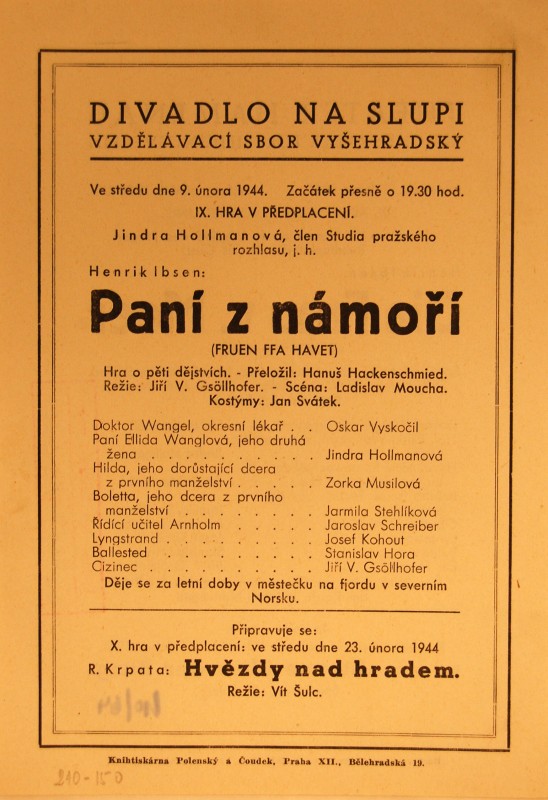 DIVADLO NA SLUPI
VZDĚLÁVACÍ SBOR VYŠEHRADSKÝ
Ve středu dne 9. února 1944. Začátek přesně o 19.30 hod.
IX. HRA V PŘEDPLACENÍ.
Jindra Hollmanová, člen Studia pražského
rozhlasu, j. h.
Henrik Ibsen:
Paní z námoří
(FRUEN FFA HAVET)
Hra o pěti dějstvích. - Přeložil: Hanuš Hackenschmied.
Režie: Jiří V. Gsöllhofer. - Scéna: Ladislav Moucha.
Kostýmy: Jan Svátek.
Doktor Wangel, okresní lékař . . Oskar Vyskočil
Paní Ellida Wanglová, jeho druhá
žena . . . . . . . . . . Jindra Hollmanová
Hilda, jeho dorůstající dcera
z prvního manželství . . . . . Zorka Musilová
Boletta, jeho dcera z prvního
manželství . . . . . . . Jarmila Stehlíková
Řídící učitel Arnholm . . . . . Jaroslav Schreiber
Lyngstrand . . . . . . . . Josef Kohout
Ballested . . . . . . . . Stanislav Hora
Cizinec . . . . . . . . . Jiří V. Gsöllhofer
Děje se za letní doby v městečku na fjordu v severním
Norsku.
Připravuje se:
X. hra v předplacení: ve středu dne 23. února 1944
R. Krpata: Hvězdy nad hradem.
Režie: Vít Šulc.
Knihtiskárna Polenský a Čoudek, Praha XII., Bělehradská 19.
210-150